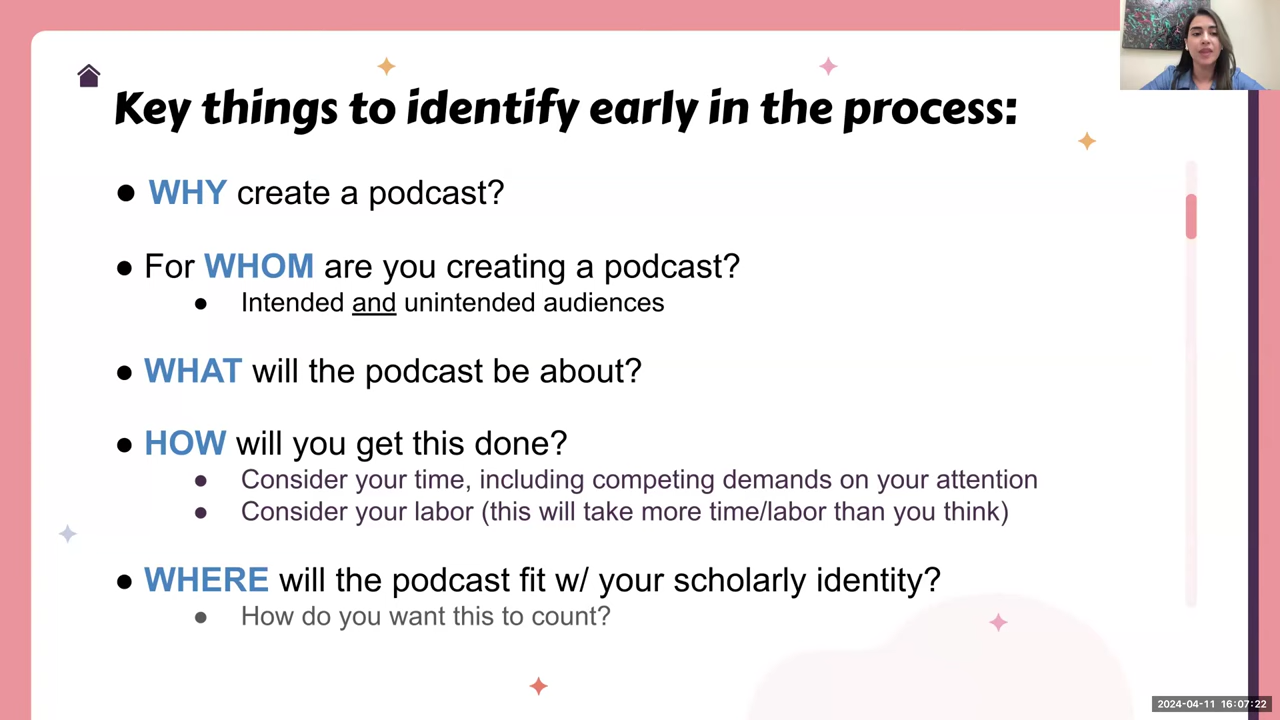 Key things to identify early in the process:
● WHY create a podcast?
● For WHOM are you creating a podcast?
● Intended and unintended audiences
● WHAT will the podcast be about?
● HOW will you get this done?
● Consider your time, including competing demands on your attention
● Consider your labor (this will take more time/labor than you think)
● WHERE will the podcast fit w/ your scholarly identity?
● How do you want this to count?
2024-04-11 16:07:22